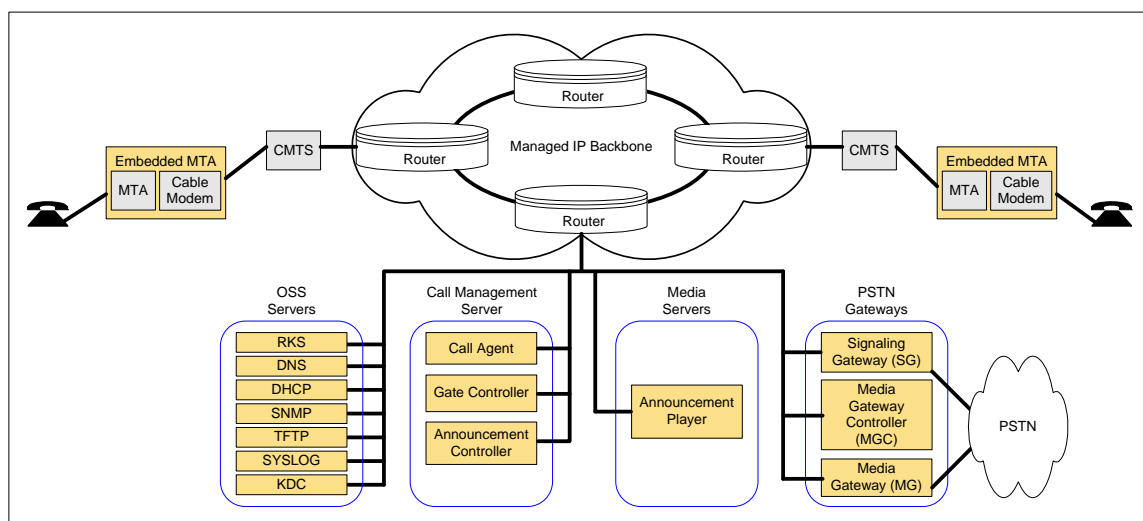 Router
Router
Managed IP Backbone
Router
Router
CMTS
CMTS
Embedded MTA
MTA
Cable
Modem
Embedded MTA
MTA
Cable
Modem
OSS
Servers
RKS
DNS
DHCP
SNMP
TFTP
SYSLOG
KDC
Call Management
Server
Call Agent
Gate Controller
Announcement
Controller
Media
Servers
Announcement
Player
PSTN
Gateways
Signaling
Gateway (SG)
Media
Gateway
Controller
(MGC)
Media
Gateway (MG)
PSTN